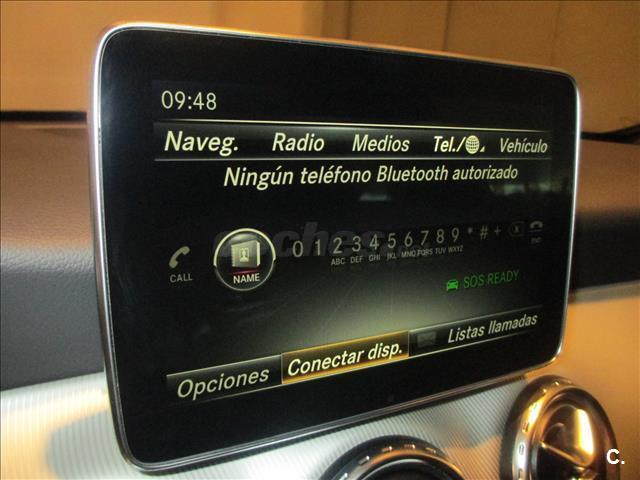 09:48
Naveg. Radio Medios Tel./ Vehículo
Ningún teléfono Bluetooth autorizado
CALL NAME 0 1 2 3 4 5 6 7 8 9 * # +
ABC DEF GHI JKL MNO PQRS TUV WXYZ END
SOS READY
Opciones Conectar disp. Listas llamadas
coches
C.